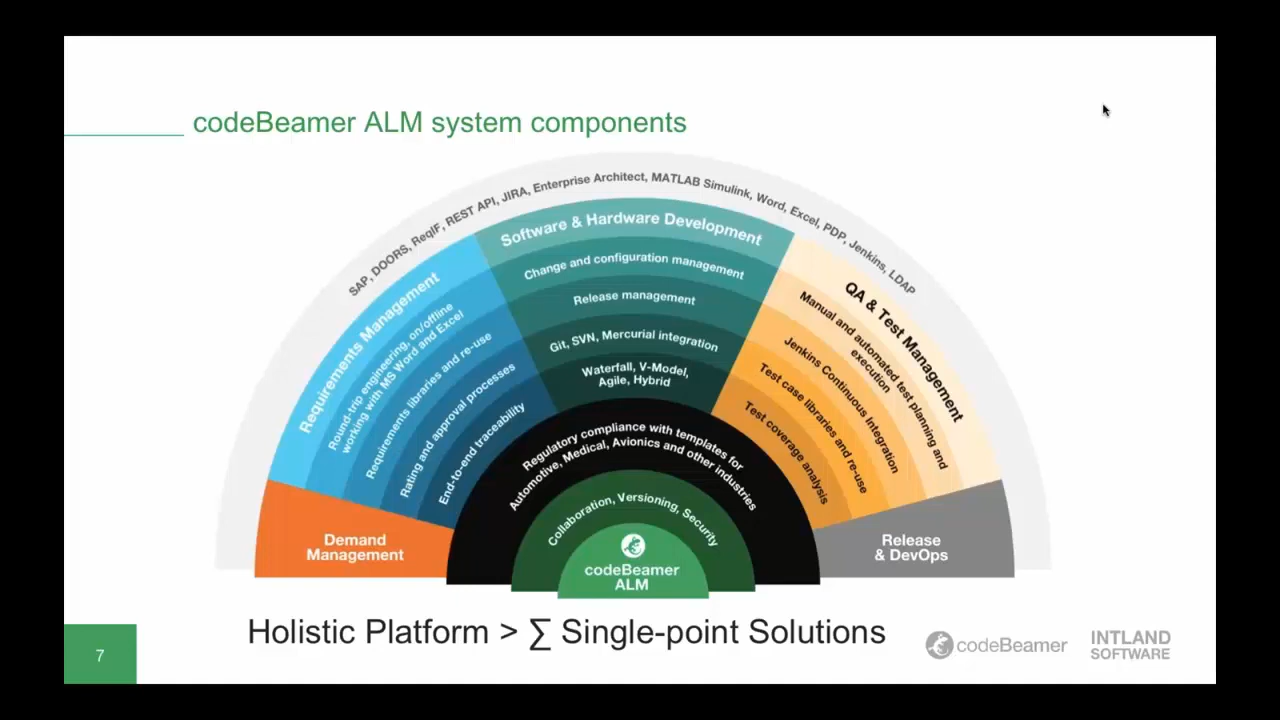 codeBeamer ALM system components
SAP, DOORS, ReqIF, REST API, JIRA, Enterprise Architect, MATLAB Simulink, Word, Excel, PDP, Jenkins, LDAP
Requirements Management
Round-trip engineering, on/offline
working with MS Word and Excel
Requirements libraries and re-use
Rating and approval processes
End-to-end traceability
Software & Hardware Development
Change and configuration management
Release management
Git, SVN, Mercurial integration
Waterfall, V-Model,
Agile, Hybrid
QA & Test Management
Manual and automated test planning and
execution
Jenkins Continuous Integration
Test case libraries and re-use
Test coverage analysis
Demand
Management
Regulatory compliance with templates for
Automotive, Medical, Avionics and other industries
Collaboration, Versioning, Security
codeBeamer
ALM
Release
& DevOps
Holistic Platform > ∑ Single-point Solutions
7
codeBeamer
INTLAND
SOFTWARE